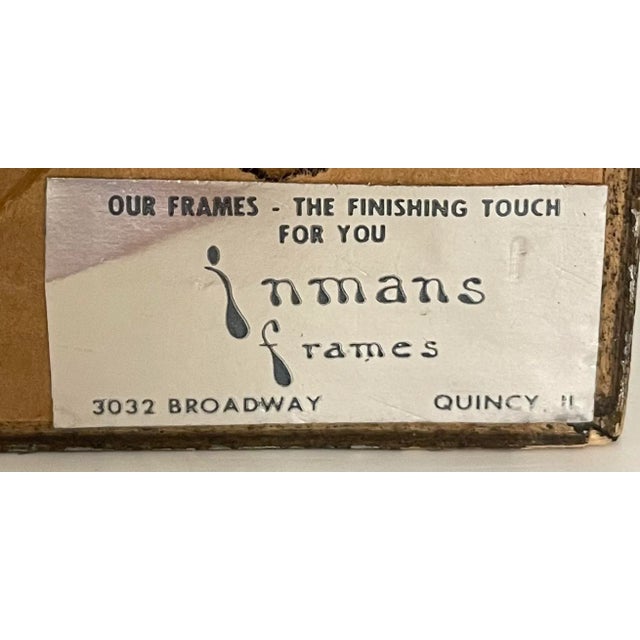 OUR FRAMES - THE FINISHING TOUCH
FOR YOU
inmans
frames
3032 BROADWAY QUINCY, IL